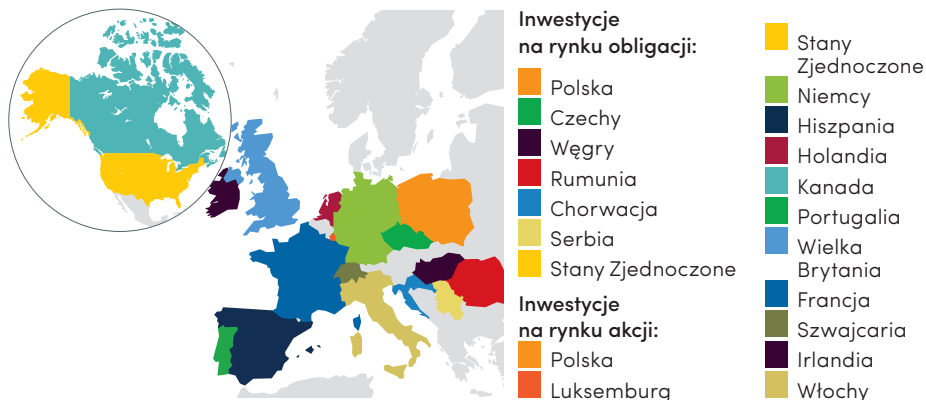 Inwestycje
na rynku obligacji:
Polska
Czechy
Węgry
Rumunia
Chorwacja
Serbia
Stany Zjednoczone
Inwestycje
na rynku akcji:
Polska
Luksemburg
Stany
Zjednoczone
Niemcy
Hiszpania
Holandia
Kanada
Portugalia
Wielka
Brytania
Francja
Szwajcaria
Irlandia
Włochy